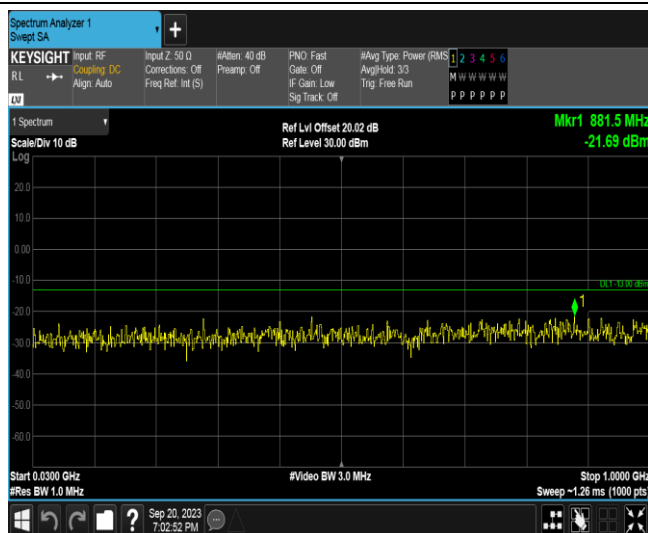 Spectrum Analyzer 1
Swept SA
+
KEYSIGHT
RL
LXI
Input: RF
Coupling: DC
Align: Auto
Input Z: 50 Ω
Corrections: Off
Freq Ref: Int (S)
#Atten: 40 dB
Preamp: Off
PNO: Fast
Gate: Off
IF Gain: Low
Sig Track: Off
#Avg Type: Power (RMS
Avg|Hold: 3/3
Trig: Free Run
1 2 3 4 5 6
M W W W W W
P P P P P P
1 Spectrum
Scale/Div 10 dB
Ref Lvl Offset 20.02 dB
Ref Level 30.00 dBm
Mkr1 881.5 MHz
-21.69 dBm
Log
20.0
10.0
0.00
-10.0
DL1 -13.00 dBm
1
-20.0
-30.0
-40.0
-50.0
-60.0
Start 0.0300 GHz
#Res BW 1.0 MHz
#Video BW 3.0 MHz
Stop 1.0000 GHz
Sweep ~1.26 ms (1000 pts)
?
Sep 20, 2023
7:02:52 PM